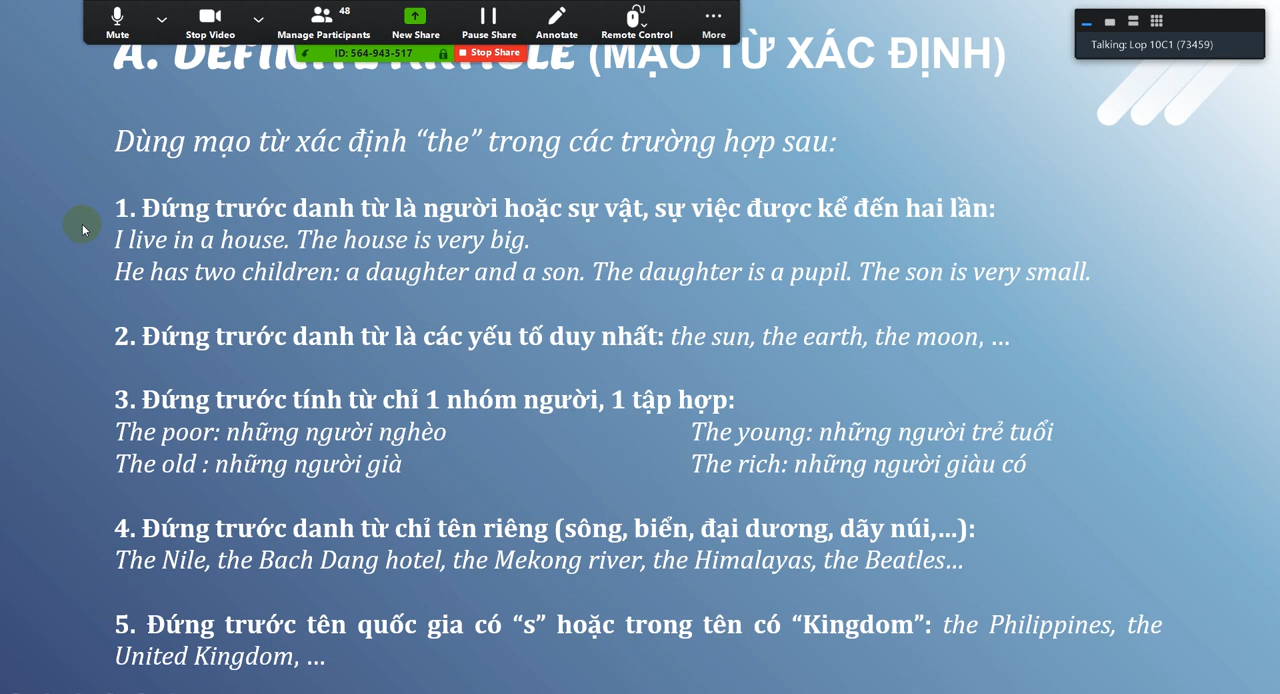 48
Mute
Stop Video
Manage Participants
New Share
Pause Share
Annotate
Remote Control
More
ID: 564-943-517
Stop Share
Talking: Lop 10C1 (73459)
A. (MẠO TỪ XÁC ĐỊNH)
Dùng mạo từ xác định “the” trong các trường hợp sau:
1. Đứng trước danh từ là người hoặc sự vật, sự việc được kể đến hai lần:
I live in a house. The house is very big.
He has two children: a daughter and a son. The daughter is a pupil. The son is very small.
2. Đứng trước danh từ là các yếu tố duy nhất: the sun, the earth, the moon, …
3. Đứng trước tính từ chỉ 1 nhóm người, 1 tập hợp:
The poor: những người nghèo
The young: những người trẻ tuổi
The old : những người già
The rich: những người giàu có
4. Đứng trước danh từ chỉ tên riêng (sông, biển, đại dương, dãy núi,…):
The Nile, the Bach Dang hotel, the Mekong river, the Himalayas, the Beatles…
5. Đứng trước tên quốc gia có “s” hoặc trong tên có “Kingdom”: the Philippines, the
United Kingdom, …